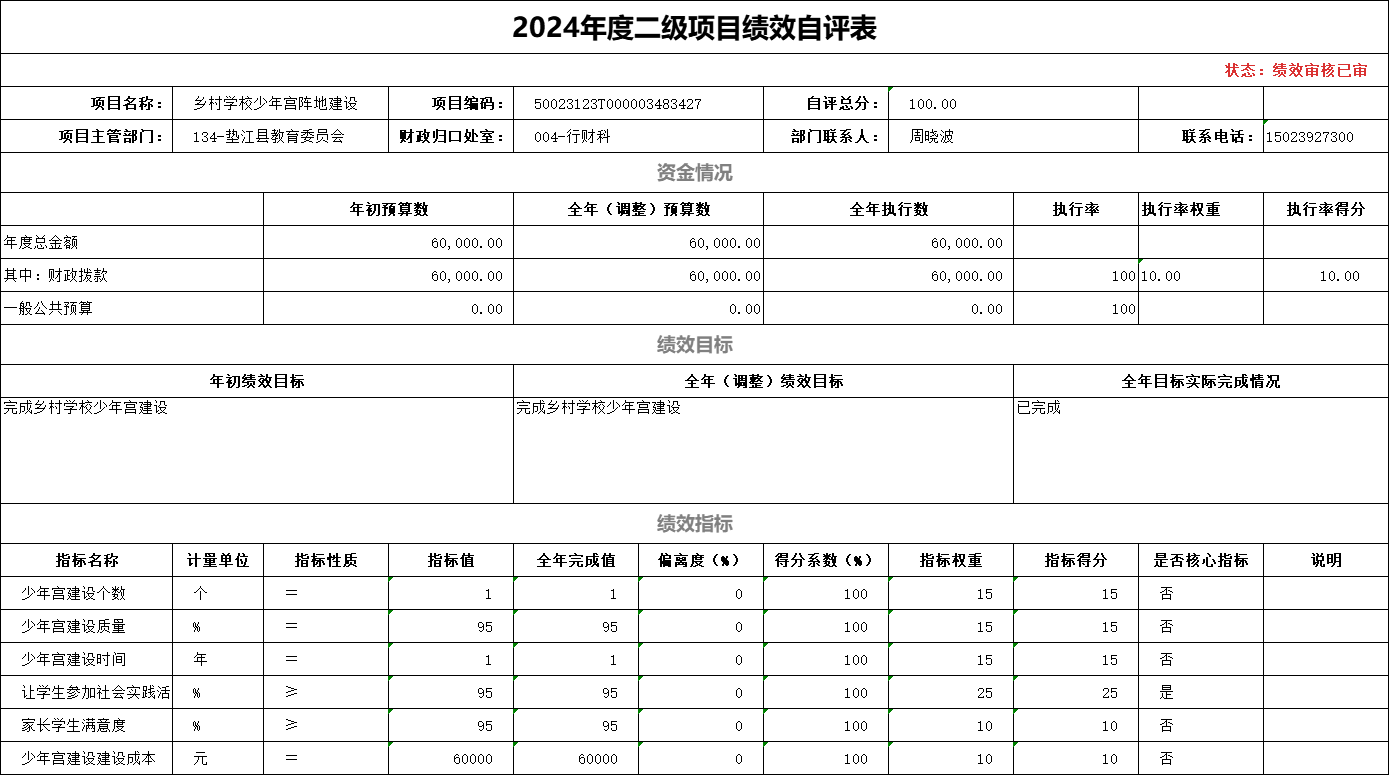 2024年度二级项目绩效自评表
状态：绩效审核已审
项目名称： 乡村学校少年宫阵地建设 项目编码： 50023123T000003483427 自评总分： 100.00
项目主管部门： 134-垫江县教育委员会 财政归口处室： 004-行财科 部门联系人： 周晓波 联系电话： 15023927300
资金情况
年初预算数 全年（调整）预算数 全年执行数 执行率 执行率权重 执行率得分
年度总金额 60,000.00 60,000.00 60,000.00
其中：财政拨款 60,000.00 60,000.00 60,000.00 100 10.00 10.00
一般公共预算 0.00 0.00 0.00 100
绩效目标
年初绩效目标 全年（调整）绩效目标 全年目标实际完成情况
完成乡村学校少年宫建设 完成乡村学校少年宫建设 已完成
绩效指标
指标名称 计量单位 指标性质 指标值 全年完成值 偏离度（%） 得分系数（%） 指标权重 指标得分 是否核心指标 说明
少年宫建设个数 个 ＝ 1 1 0 100 15 15 否
少年宫建设质量 % ＝ 95 95 0 100 15 15 否
少年宫建设时间 年 ＝ 1 1 0 100 15 15 否
让学生参加社会实践活 % ≥ 95 95 0 100 25 25 是
家长学生满意度 % ≥ 95 95 0 100 10 10 否
少年宫建设建设成本 元 ＝ 60000 60000 0 100 10 10 否